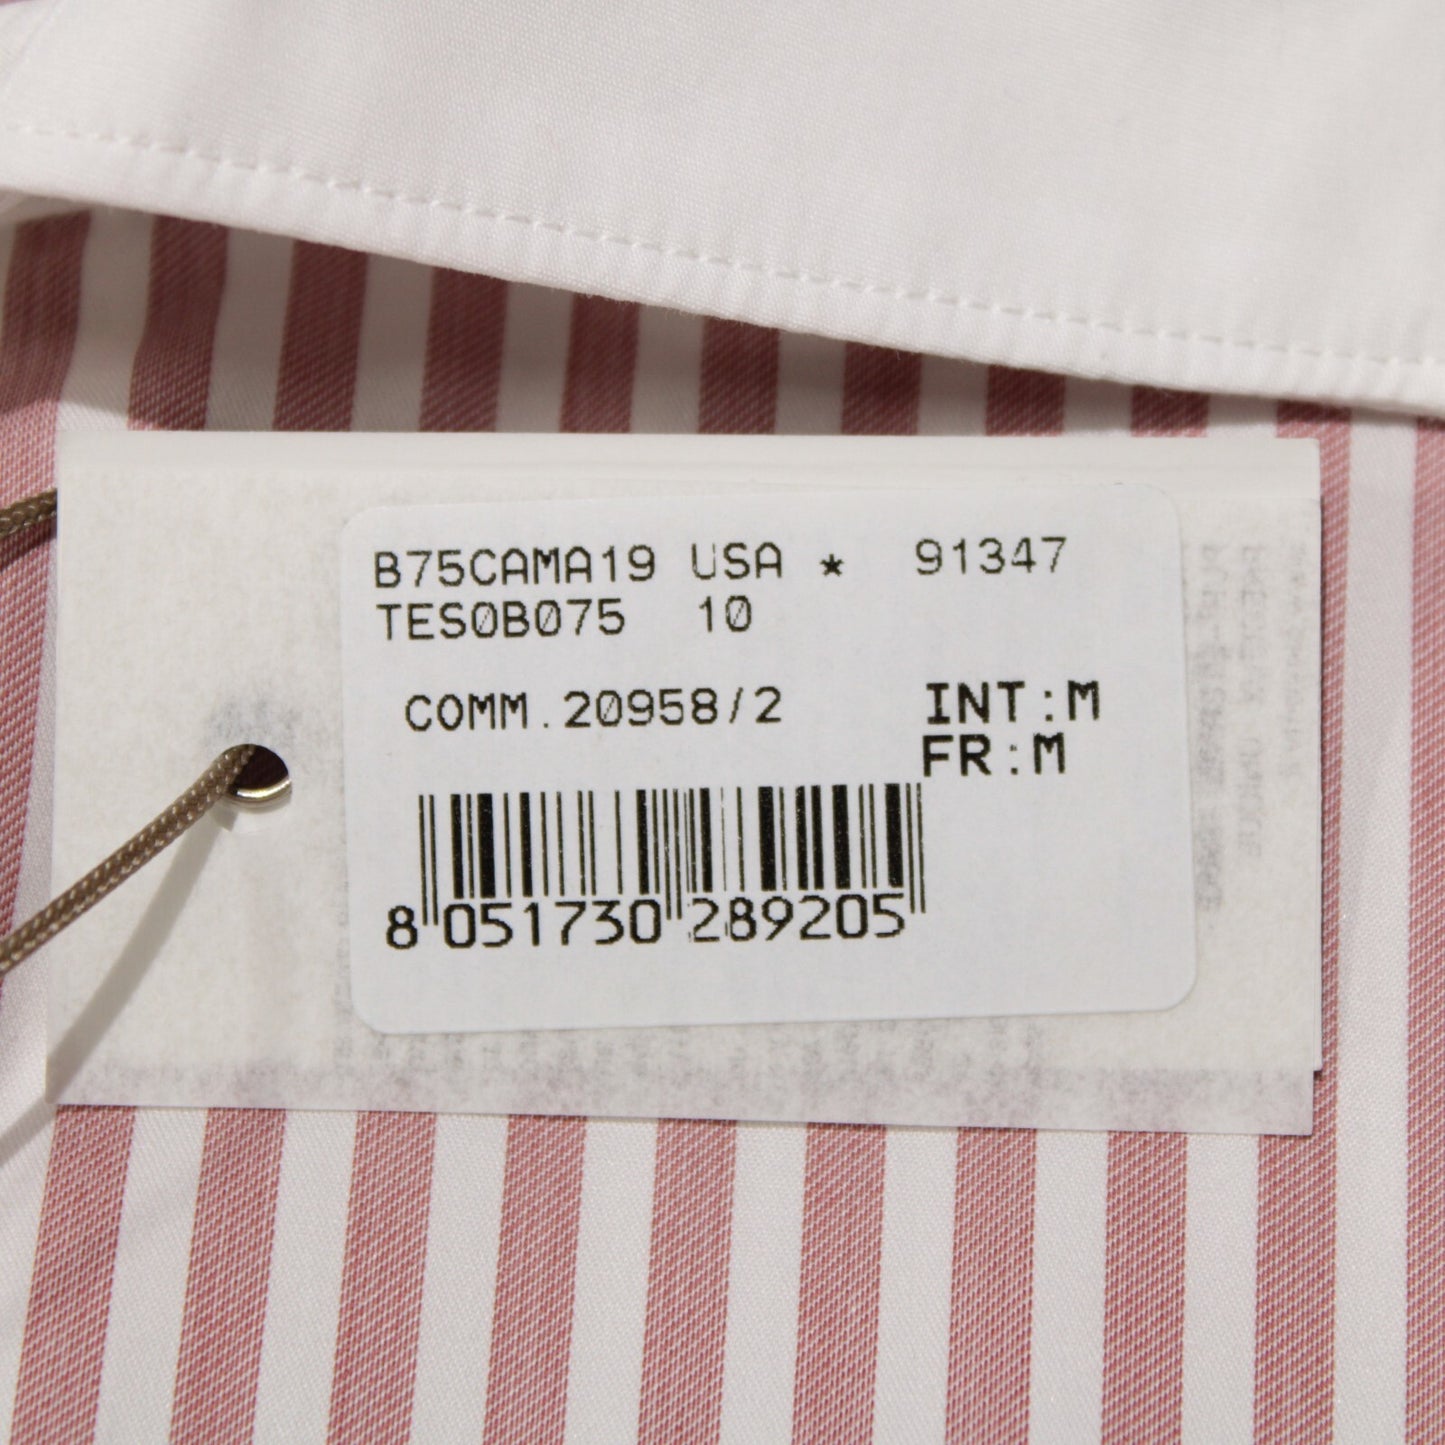 B75CAMA19 USA * 91347
TES0B075 10
COMM.20958/2 INT:M
FR:M
8 051730 289205